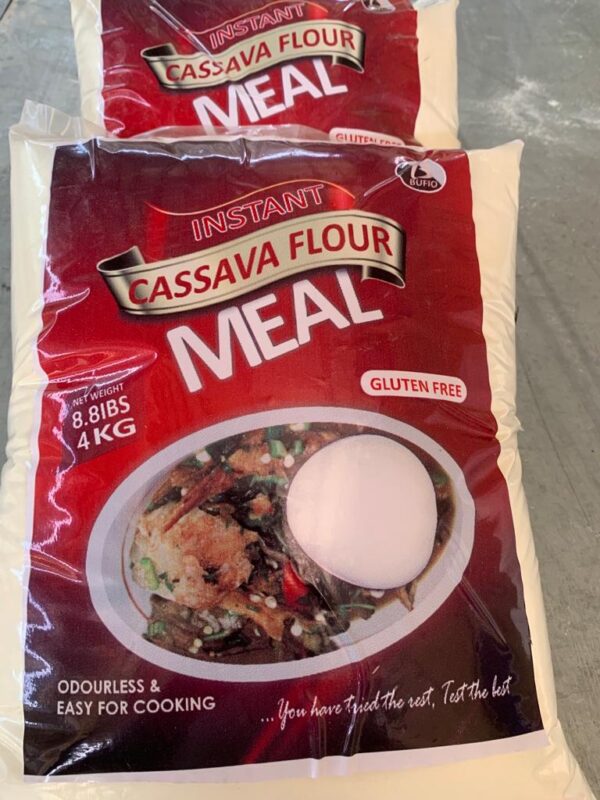 INSTANT
CASSAVA FLOUR
MEAL
GLUTEN FREE
BUFIO
INSTANT
CASSAVA FLOUR
MEAL
GLUTEN FREE
NET WEIGHT
8.8IBS
4KG
ODOURLESS &
EASY FOR COOKING
... You have tried the rest, Test the best